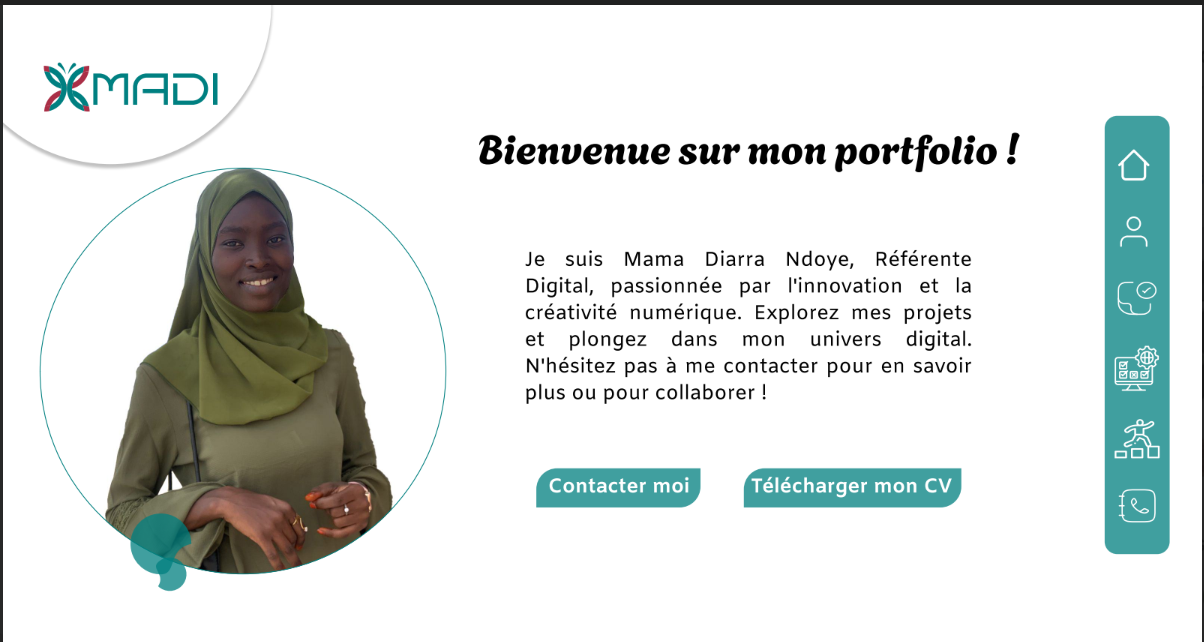 MADI
Bienvenue sur mon portfolio !
Je suis Mama Diarra Ndoye, Référente
Digital, passionnée par l'innovation et la
créativité numérique. Explorez mes projets
et plongez dans mon univers digital.
N'hésitez pas à me contacter pour en savoir
plus ou pour collaborer !
Contacter moi
Télécharger mon CV